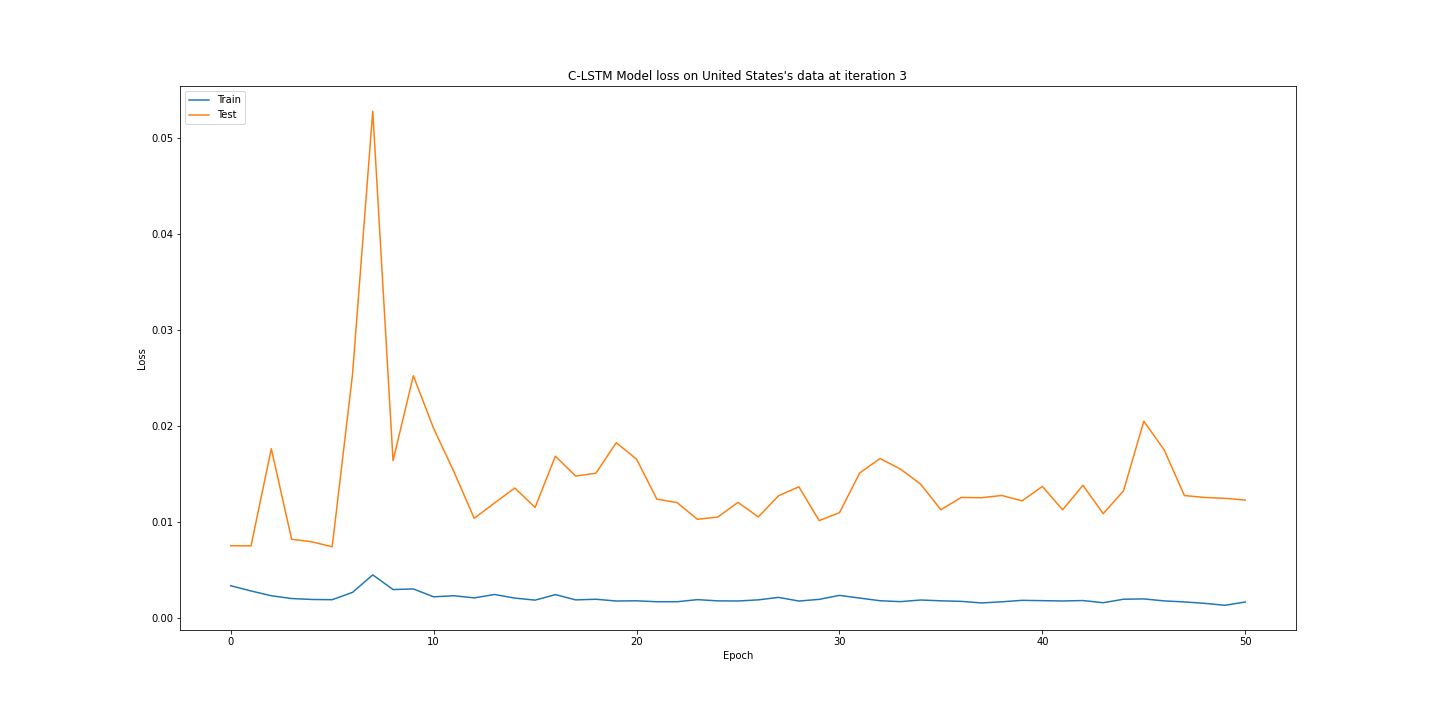 C-LSTM Model loss on United States's data at iteration 3
Train
Test
0.05
0.04
0.03
0.02
0.01
0.00
Loss
0 10 20 30 40 50
Epoch